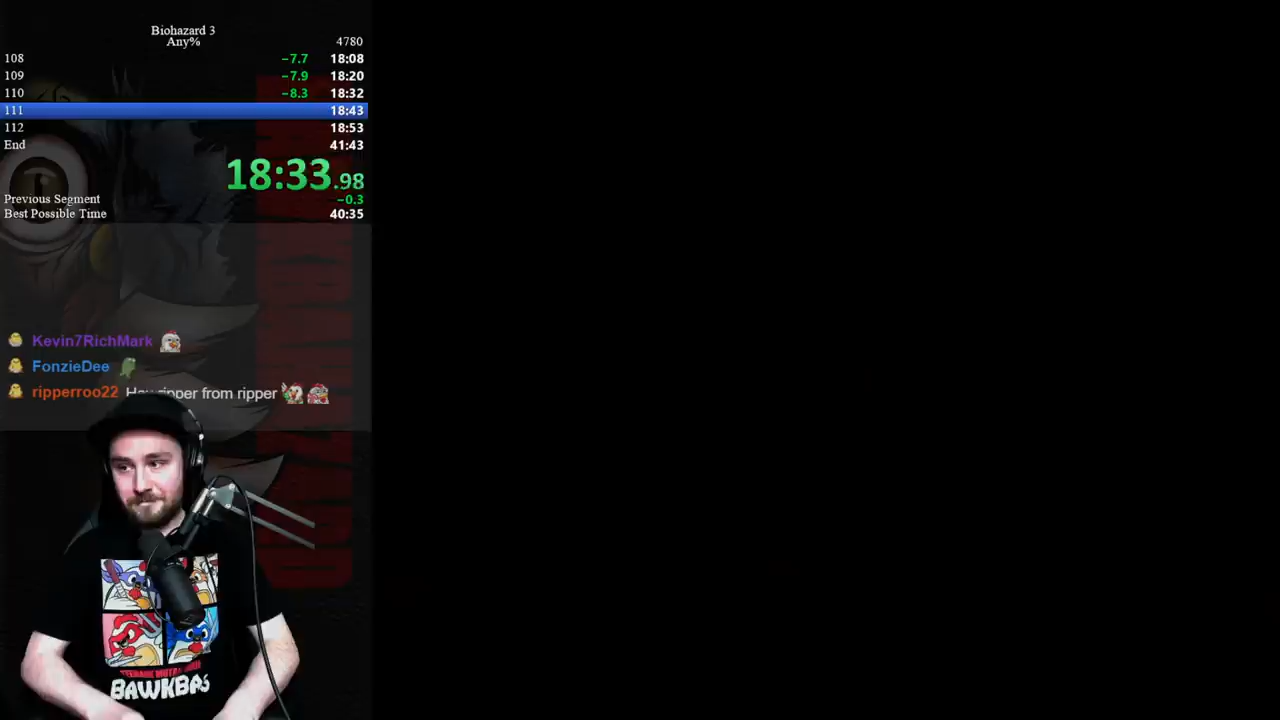 Biohazard 3
Any%
4780
108 -7.7 18:08
109 -7.9 18:20
110 -8.3 18:32
111 18:43
112 18:53
End 41:43
18:33.98
Previous Segment -0.3
Best Possible Time 40:35
Kevin7RichMark
FonzieDee
ripperroo22 ripper from ripper
BAWKBAS